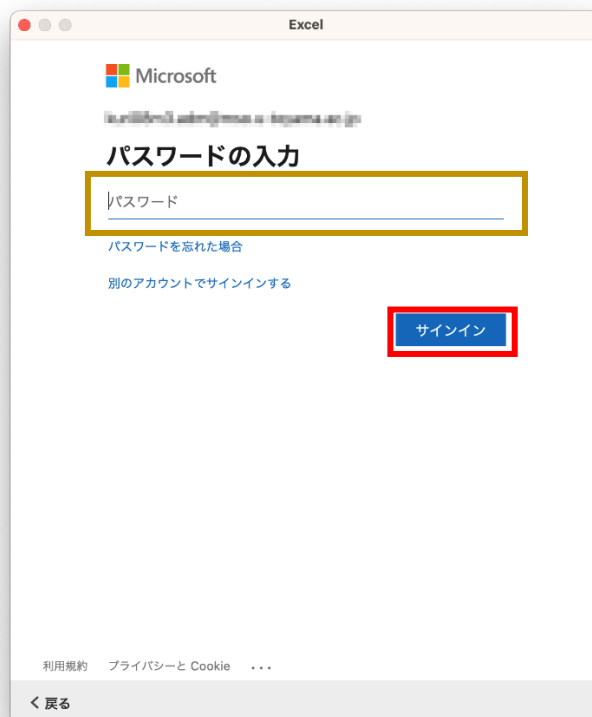 Excel
Microsoft
パスワードの入力
パスワード
パスワードを忘れた場合
別のアカウントでサインインする
サインイン
利用規約 プライバシーと Cookie ...
戻る